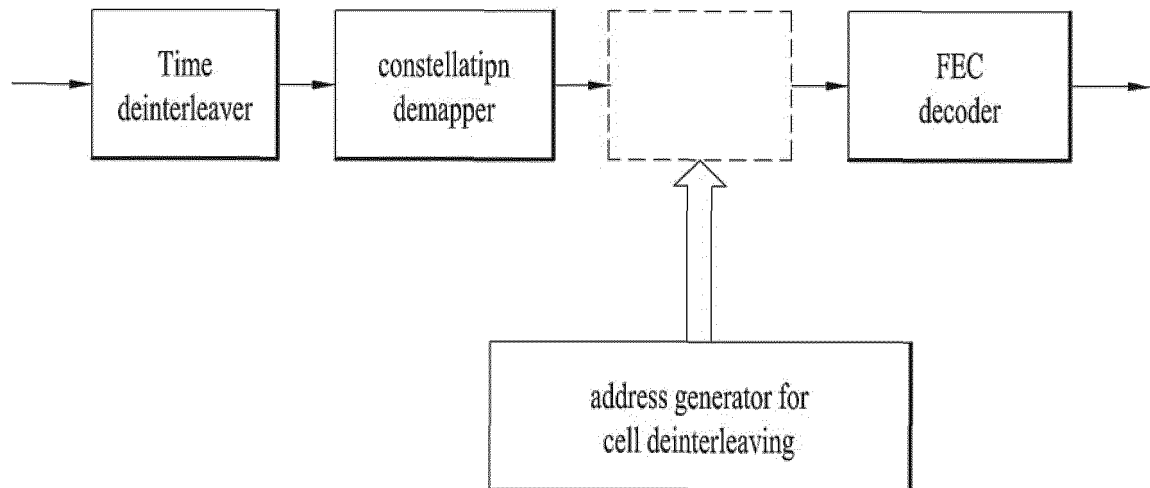 Time
deinterleaver
constellatipn
demapper
FEC
decoder
address generator for
cell deinterleaving